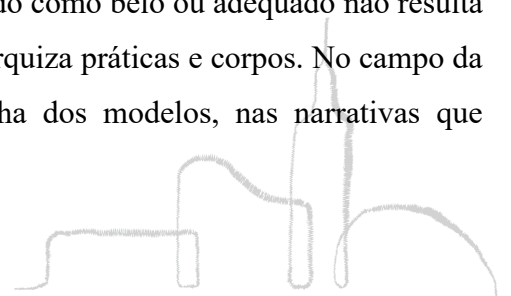 do como belo ou adequado não resulta
rquiza práticas e corpos. No campo da
ha dos modelos, nas narrativas que